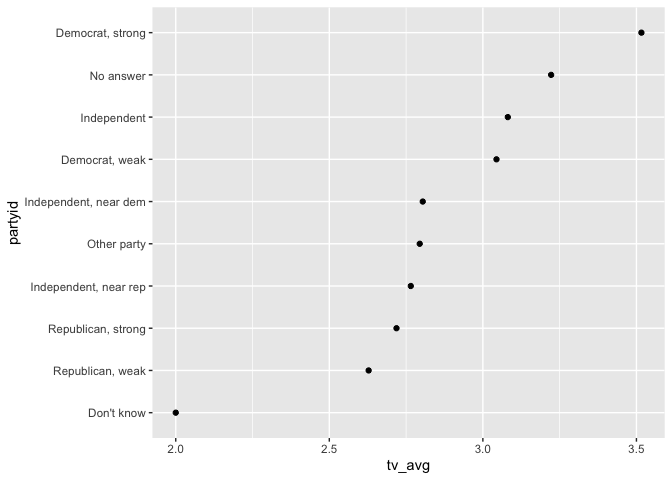 Democrat, strong
No answer
Independent
Democrat, weak
Independent, near dem
Other party
Independent, near rep
Republican, strong
Republican, weak
Don't know
partyid
2.0 2.5 3.0 3.5
tv_avg